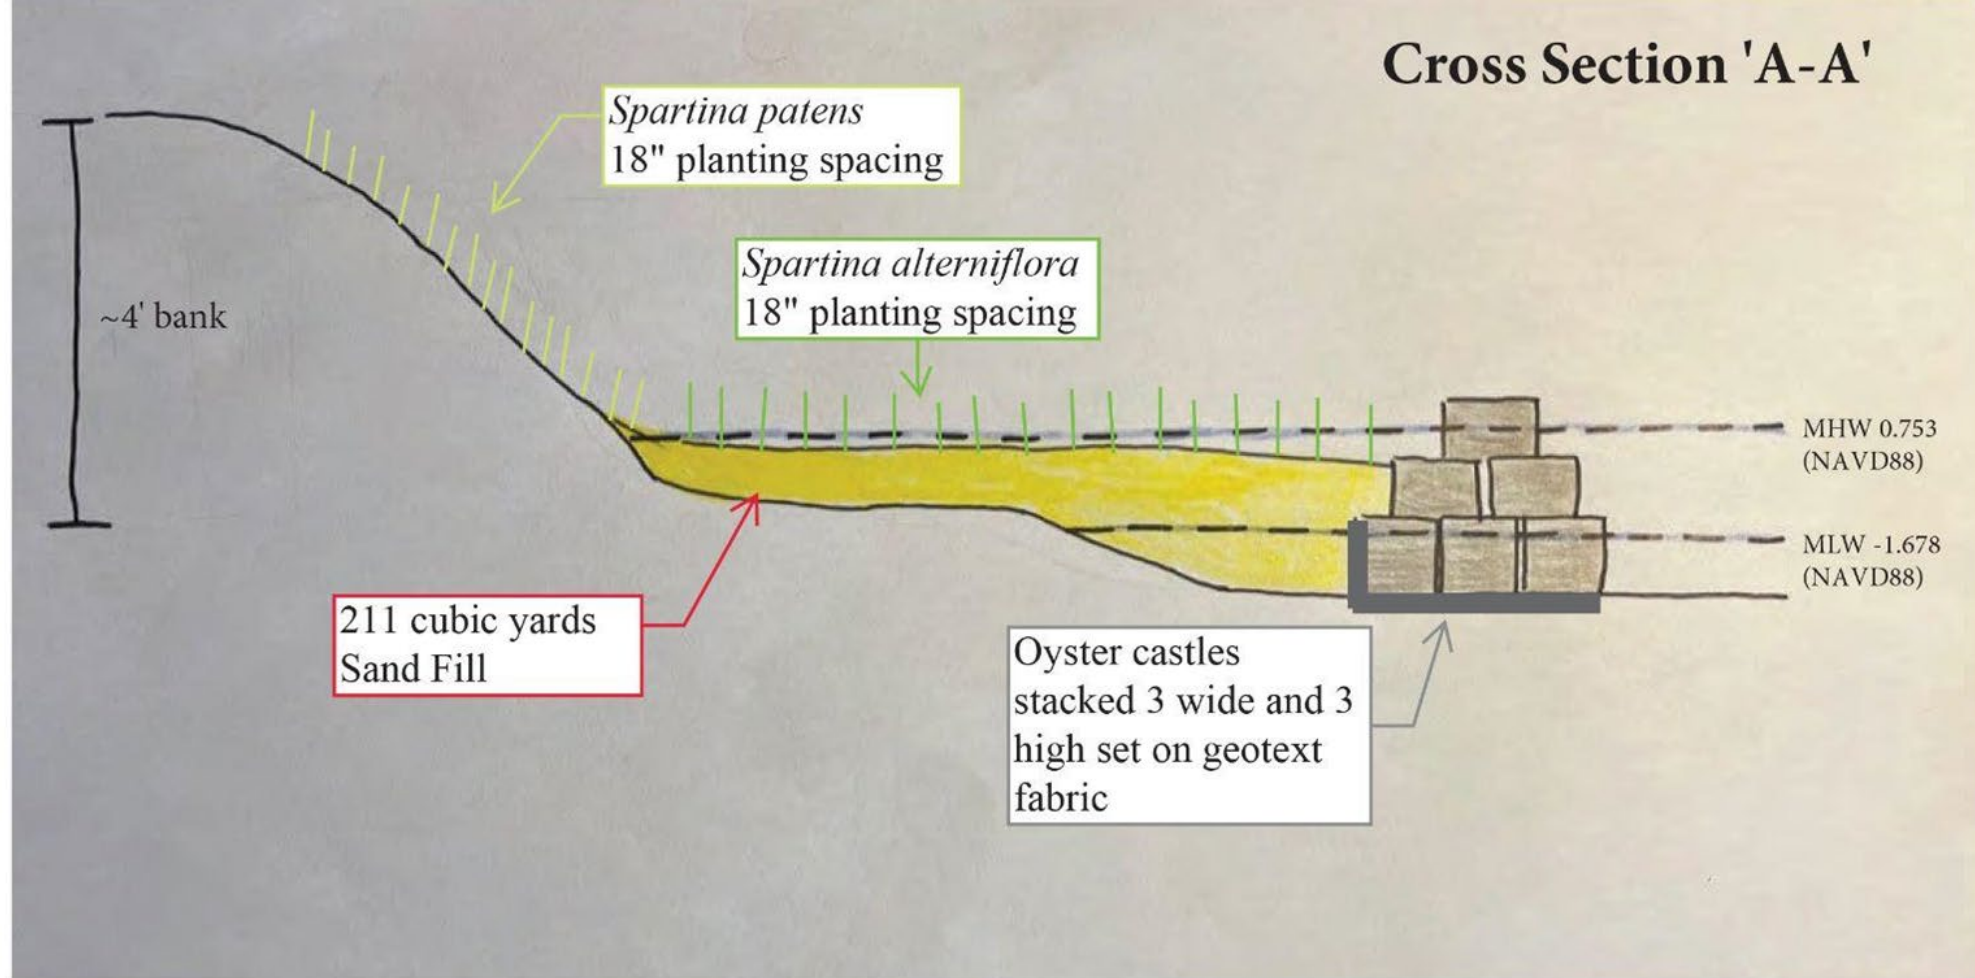 Cross Section 'A-A'
Spartina patens
18" planting spacing
Spartina alterniflora
18" planting spacing
~4' bank
MHW 0.753
(NAVD88)
MLW -1.678
(NAVD88)
211 cubic yards
Sand Fill
Oyster castles
stacked 3 wide and 3
high set on geotext
fabric